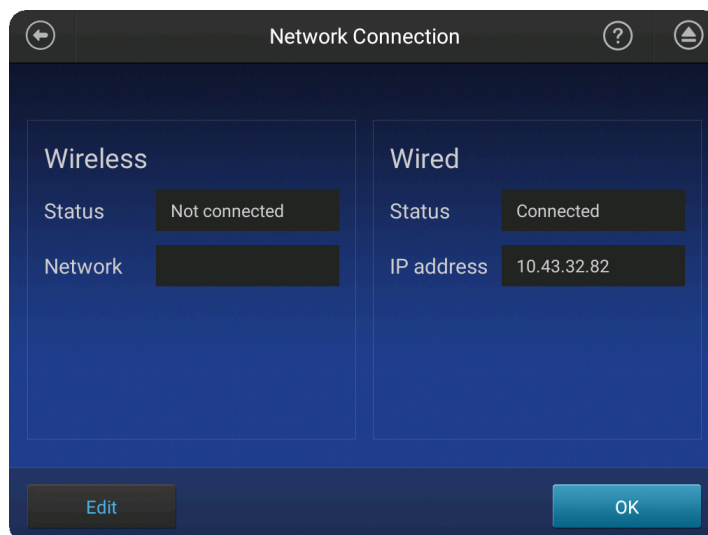 Network Connection
?
Wireless
Status Not connected
Network
Wired
Status Connected
IP address 10.43.32.82
Edit
OK